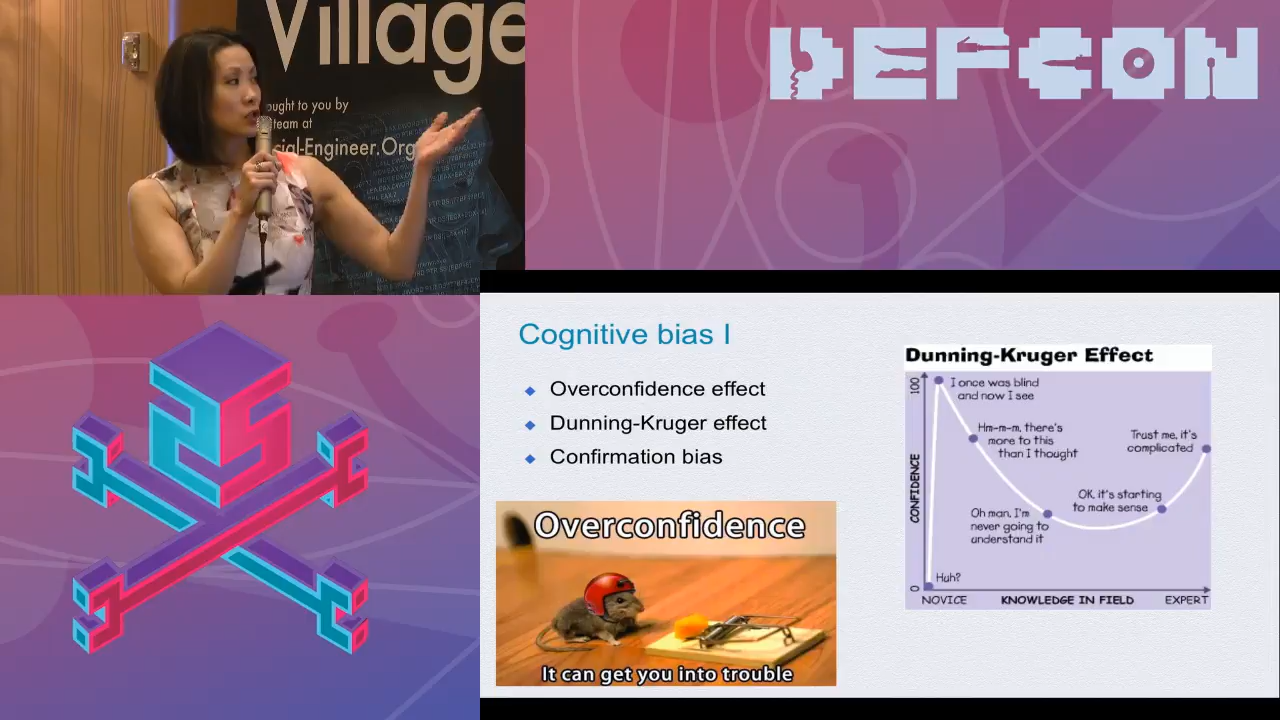 Village
ought to you by
team at
cial-Engineer.Org
DEFCON
25
Cognitive bias I
Overconfidence effect
Dunning-Kruger effect
Confirmation bias
Overconfidence
It can get you into trouble
Dunning-Kruger Effect
100
I once was blind
and now I see
Hm-m-m, there's
more to this
than I thought
Trust me, it's
complicated
OK, it's starting
to make sense
Oh man, I'm
never going to
understand it
Huh?
0
CONFIDENCE
NOVICE
KNOWLEDGE IN FIELD
EXPERT